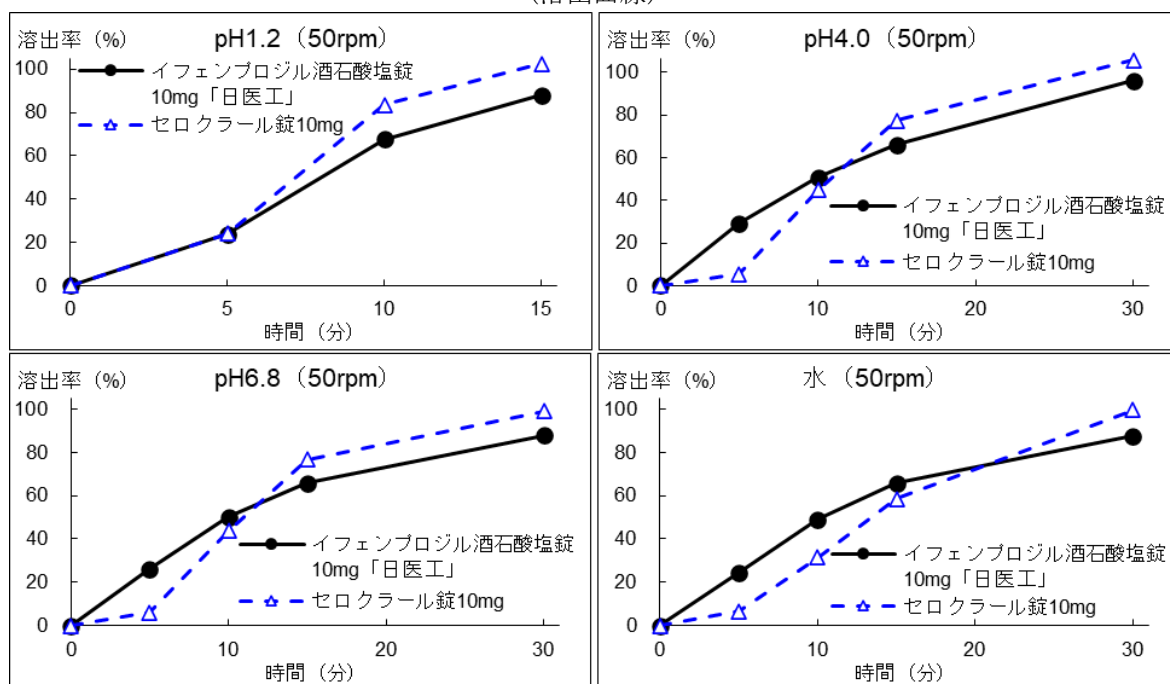 (溶出曲線)
溶出率 (%)
pH1.2 (50rpm)
100
80
60
40
20
0
イフェンプロジル酒石酸塩錠
10mg「日医工」
セロクラール錠10mg
0 5 10 15
時間 (分)
溶出率 (%)
pH4.0 (50rpm)
100
80
60
40
20
0
イフェンプロジル酒石酸塩錠
10mg「日医工」
セロクラール錠10mg
0 10 20 30
時間 (分)
溶出率 (%)
pH6.8 (50rpm)
100
80
60
40
20
0
イフェンプロジル酒石酸塩錠
10mg「日医工」
セロクラール錠10mg
0 10 20 30
時間 (分)
溶出率 (%)
水 (50rpm)
100
80
60
40
20
0
イフェンプロジル酒石酸塩錠
10mg「日医工」
セロクラール錠10mg
0 10 20 30
時間 (分)